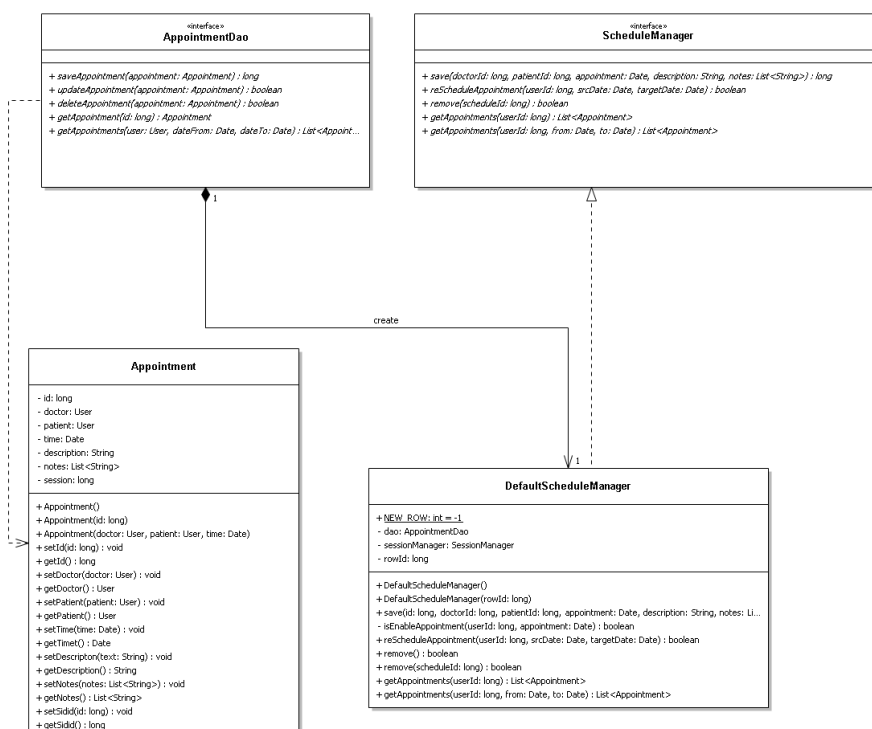 «interface»
AppointmentDao
+ saveAppointment(appointment: Appointment) : long
+ updateAppointment(appointment: Appointment) : boolean
+ deleteAppointment(appointment: Appointment) : boolean
+ getAppointment(id: long) : Appointment
+ getAppointments(user: User, dateFrom: Date, dateTo: Date) : List<Appoint...
«interface»
ScheduleManager
+ save(doctorId: long, patientId: long, appointment: Date, description: String, notes: List<String>) : long
+ reScheduleAppointment(userId: long, srcDate: Date, targetDate: Date) : boolean
+ remove(scheduleId: long) : boolean
+ getAppointments(userId: long) : List<Appointment>
+ getAppointments(userId: long, from: Date, to: Date) : List<Appointment>
1
create
1
Appointment
- id: long
- doctor: User
- patient: User
- time: Date
- description: String
- notes: List<String>
- session: long
+ Appointment()
+ Appointment(id: long)
+ Appointment(doctor: User, patient: User, time: Date)
+ setId(id: long) : void
+ getId() : long
+ setDoctor(doctor: User) : void
+ getDoctor() : User
+ setPatient(patient: User) : void
+ getPatient() : User
+ setTime(time: Date) : void
+ getTimet() : Date
+ setDescripton(text: String) : void
+ getDescription() : String
+ setNotes(notes: List<String>) : void
+ getNotes() : List<String>
+ setSidid(id: long) : void
+ getSidid() : long
DefaultScheduleManager
+ NEW_ROW: int = -1
- dao: AppointmentDao
- sessionManager: SessionManager
- rowId: long
+ DefaultScheduleManager()
+ DefaultScheduleManager(rowId: long)
+ save(id: long, doctorId: long, patientId: long, appointment: Date, description: String, notes: Li...
- isEnableAppointment(userId: long, appointment: Date) : boolean
+ reScheduleAppointment(userId: long, srcDate: Date, targetDate: Date) : boolean
+ remove() : boolean
+ remove(scheduleId: long) : boolean
+ getAppointments(userId: long) : List<Appointment>
+ getAppointments(userId: long, from: Date, to: Date) : List<Appointment>